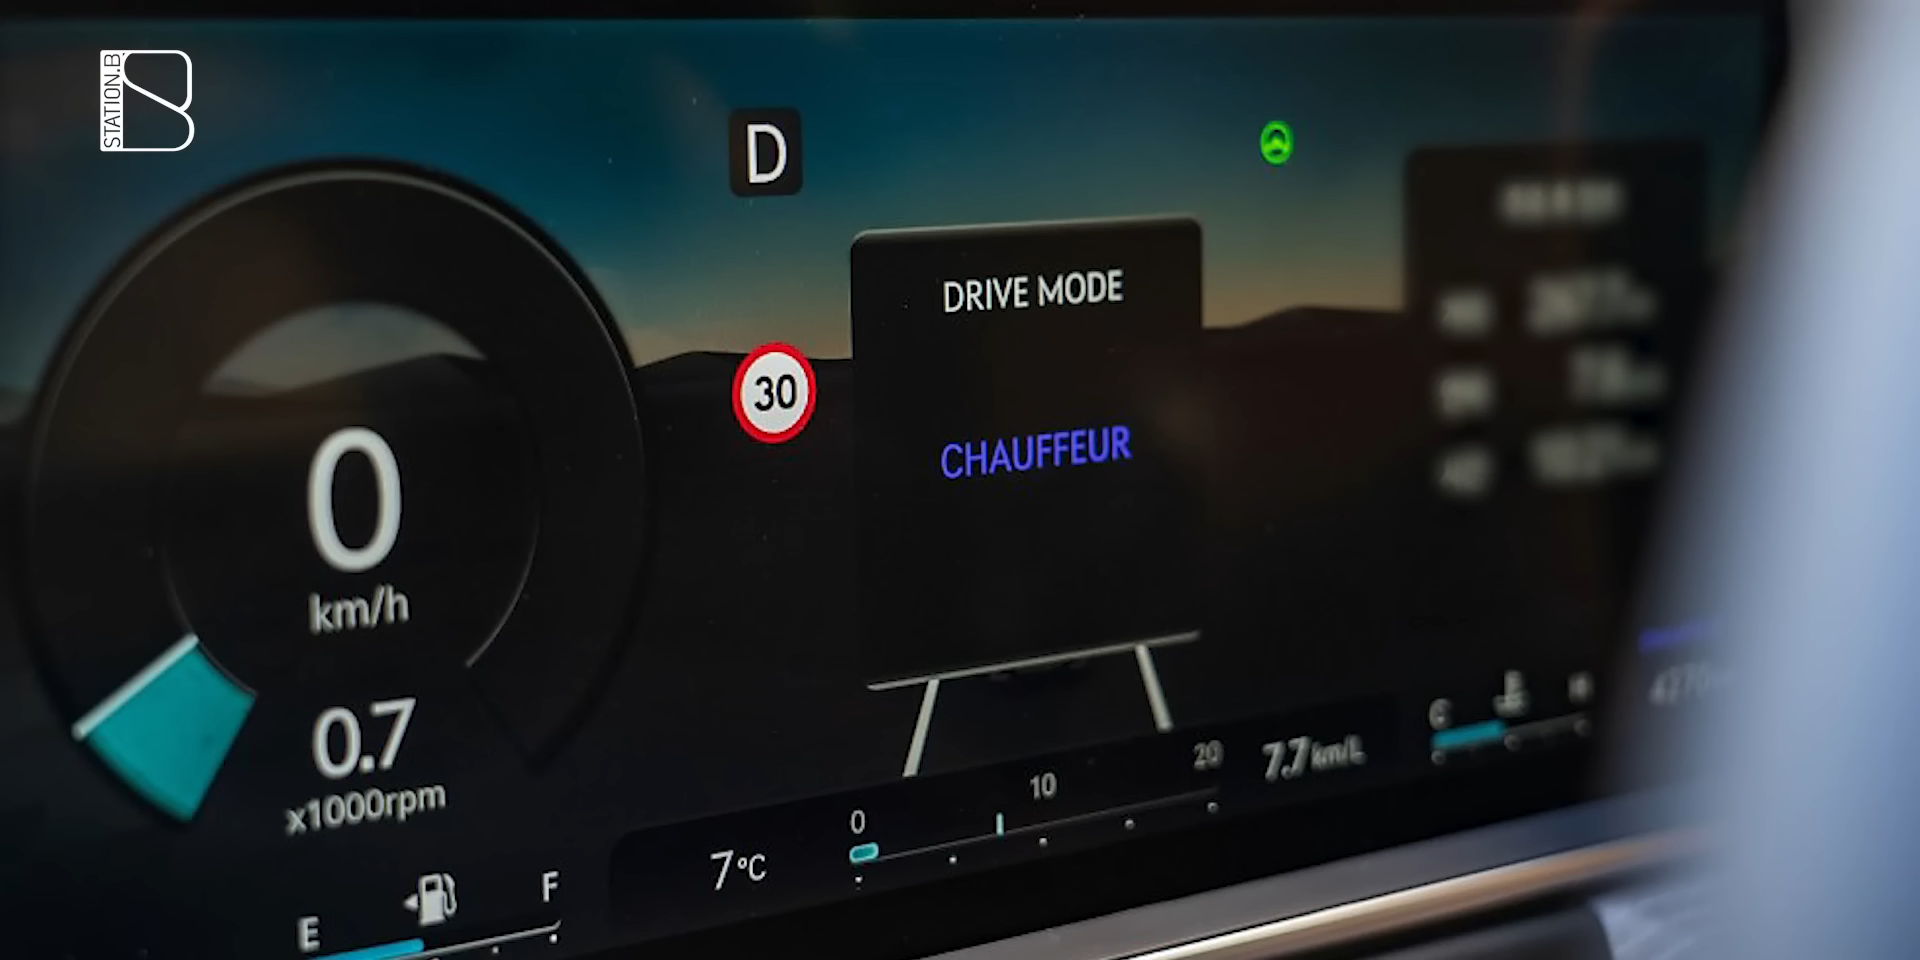 STATION.B
D
DRIVE MODE
30
CHAUFFEUR
0
km/h
0.7
x1000rpm
0 10 20
7.7 km/L
C H
7°C
E F